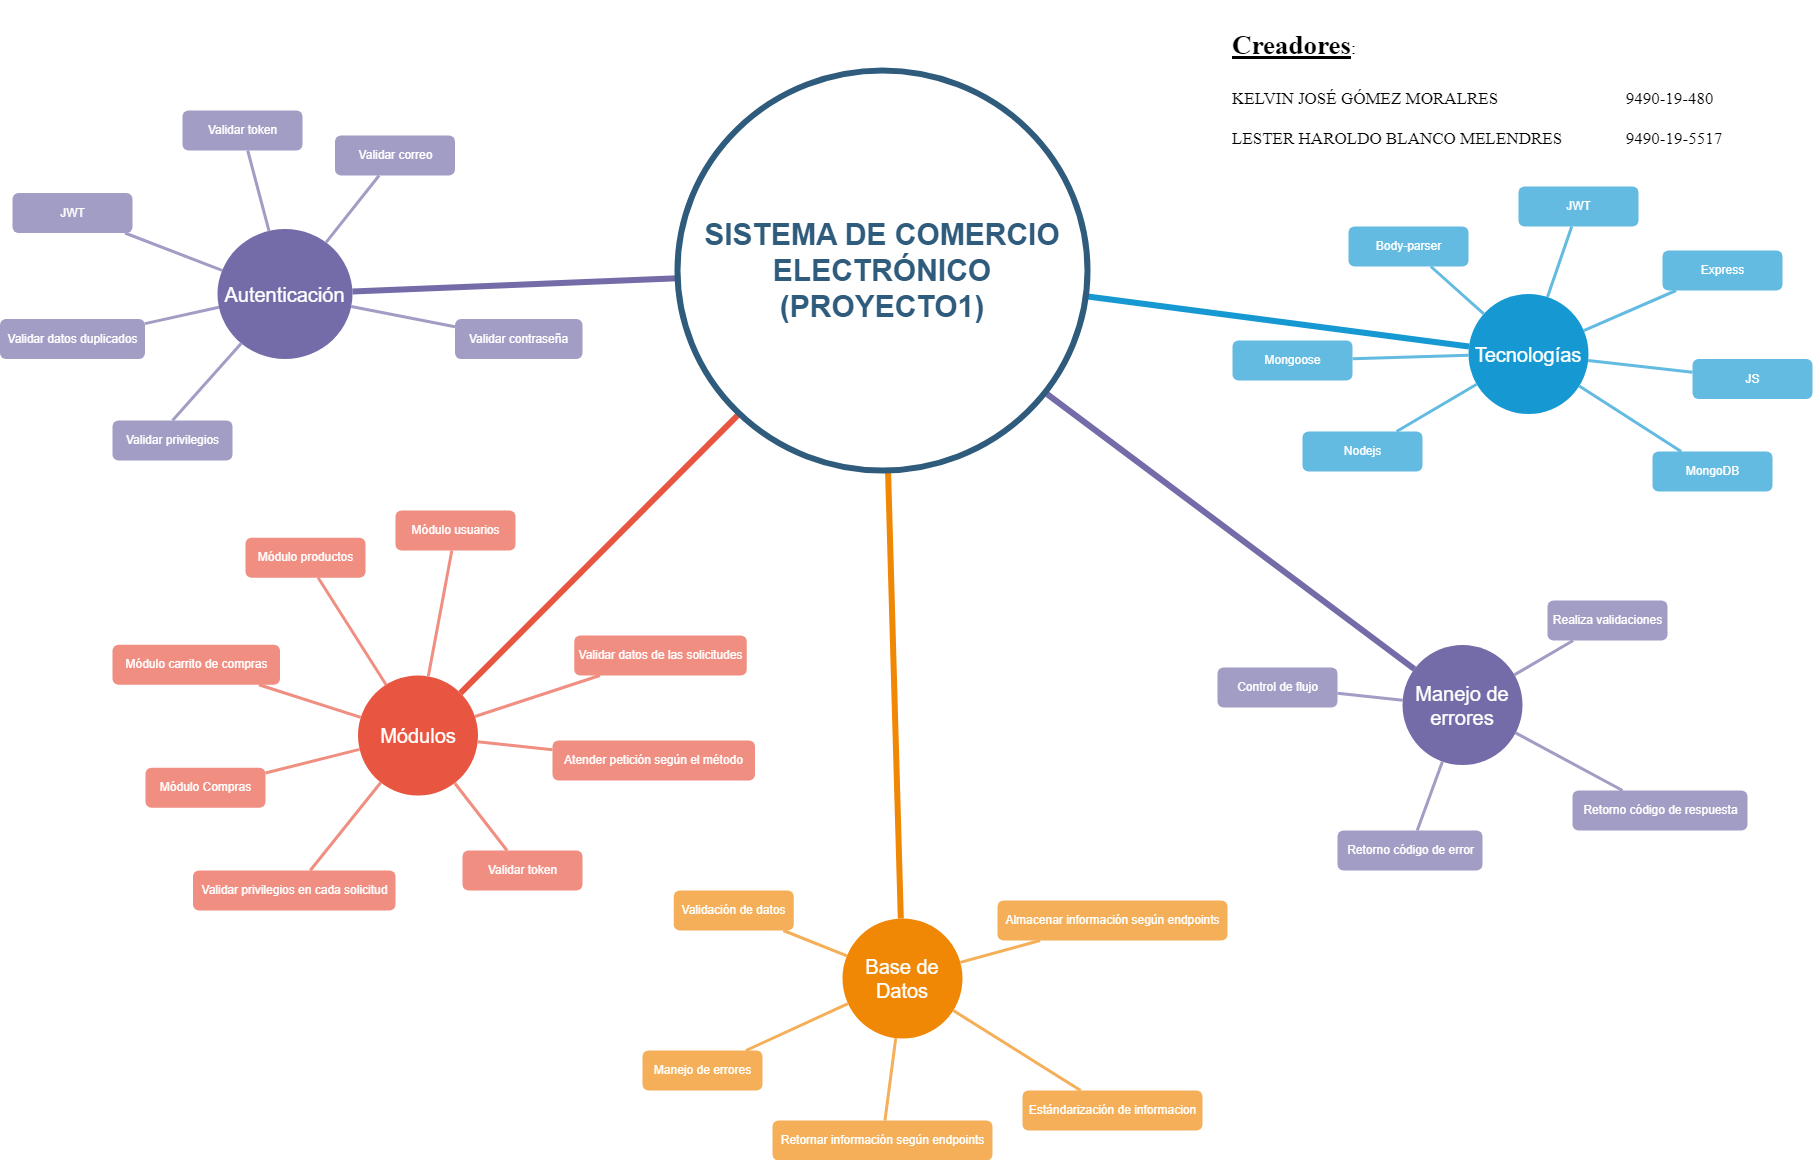 Creadores:
KELVIN JOSÉ GÓMEZ MORALRES 9490-19-480
LESTER HAROLDO BLANCO MELENDRES 9490-19-5517
SISTEMA DE COMERCIO
ELECTRÓNICO
(PROYECTO1)
Autenticación
Validar token
Validar correo
JWT
Validar datos duplicados
Validar contraseña
Validar privilegios
Tecnologías
JWT
Body-parser
Express
Mongoose
JS
Nodejs
MongoDB
Módulos
Módulo usuarios
Módulo productos
Validar datos de las solicitudes
Módulo carrito de compras
Atender petición según el método
Módulo Compras
Validar token
Validar privilegios en cada solicitud
Manejo de
errores
Realiza validaciones
Control de flujo
Retorno código de respuesta
Retorno código de error
Base de
Datos
Validación de datos
Almacenar información según endpoints
Manejo de errores
Estándarización de informacion
Retornar información según endpoints